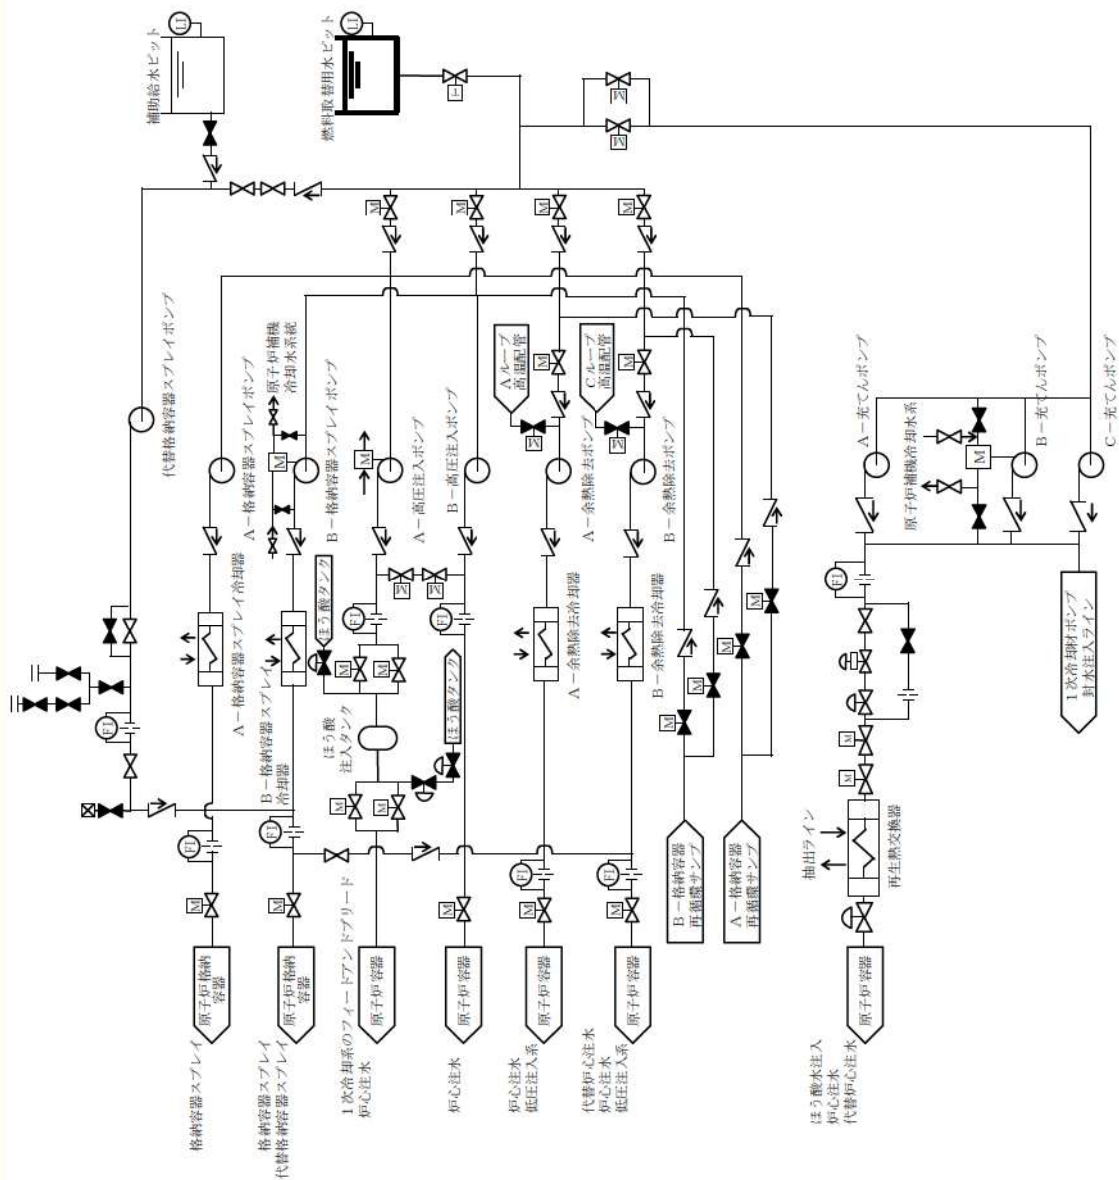 補助給水ピット
LI
燃料取替用水ピット
LI
T
M
M
M
M
M
M
代替格納容器スプレイポンプ
A－格納容器スプレイポンプ
原子炉補機
冷却水系統
M
B－格納容器スプレイポンプ
M
A－高圧注入ポンプ
B－高圧注入ポンプ
Aループ
高温配管
M
M
A－余熱除去ポンプ
Cループ
高温配管
M
M
B－余熱除去ポンプ
A－充てんポンプ
原子炉補機冷却水系
M
B－充てんポンプ
C－充てんポンプ
FI
A－格納容器スプレイ冷却器
B－格納容器スプレイ
冷却器
ほう酸タンク
FI
M
M
M
M
ほう酸
注入タンク
M
M
FI
ほう酸タンク
A－余熱除去冷却器
B－余熱除去冷却器
M
M
M
M
B－格納容器
再循環サンプ
A－格納容器
再循環サンプ
FI
M
M
抽出ライン
再生熱交換器
1次冷却材ポンプ
封水注入ライン
FI
M
FI
M
M
FI
M
FI
M
原子炉格納
容器
原子炉格納
容器
原子炉容器
原子炉容器
原子炉容器
原子炉容器
原子炉容器
格納容器スプレイ
格納容器スプレイ
代替格納容器スプレイ
1次冷却系のフィードアンドブリード
炉心注水
炉心注水
炉心注水
低圧注入系
代替炉心注水
炉心注水
低圧注入系
ほう酸水注入
炉心注水
代替炉心注水